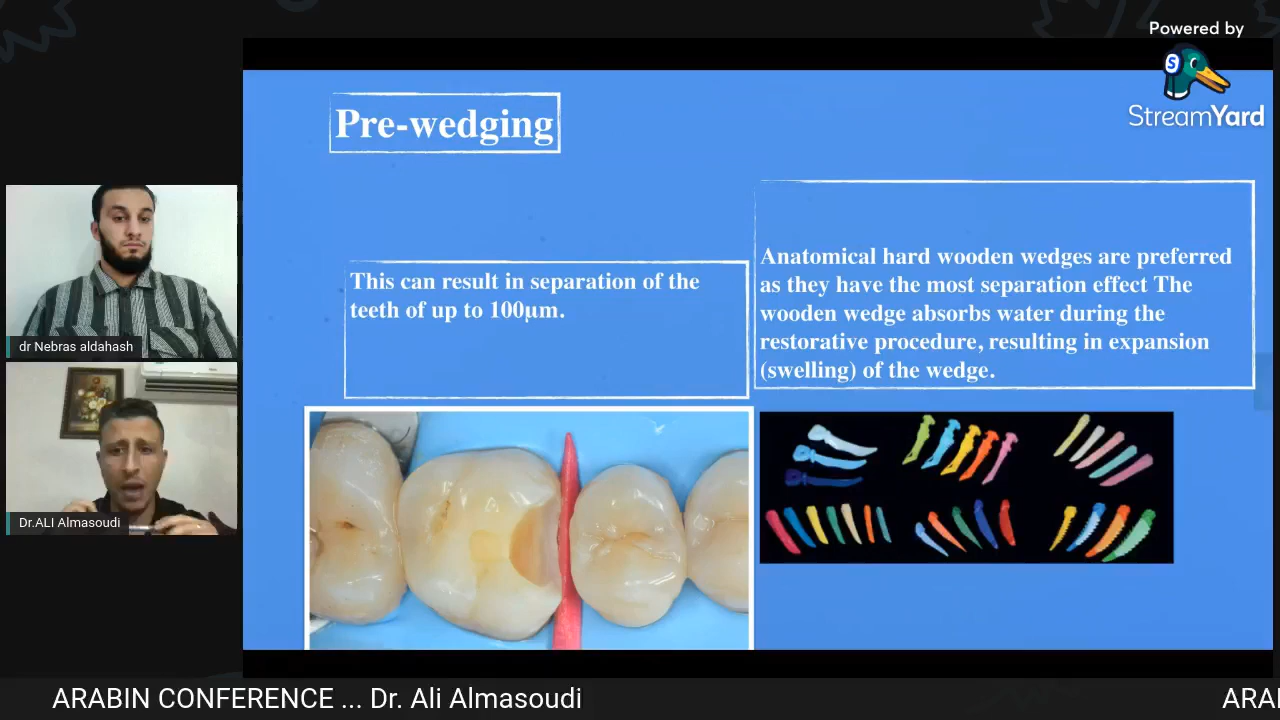 Powered by
S
StreamYard
Pre-wedging
This can result in separation of the
teeth of up to 100µm.
Anatomical hard wooden wedges are preferred
as they have the most separation effect The
wooden wedge absorbs water during the
restorative procedure, resulting in expansion
(swelling) of the wedge.
dr Nebras aldahash
Dr.ALI Almasoudi
ARABIN CONFERENCE ... Dr. Ali Almasoudi
ARA